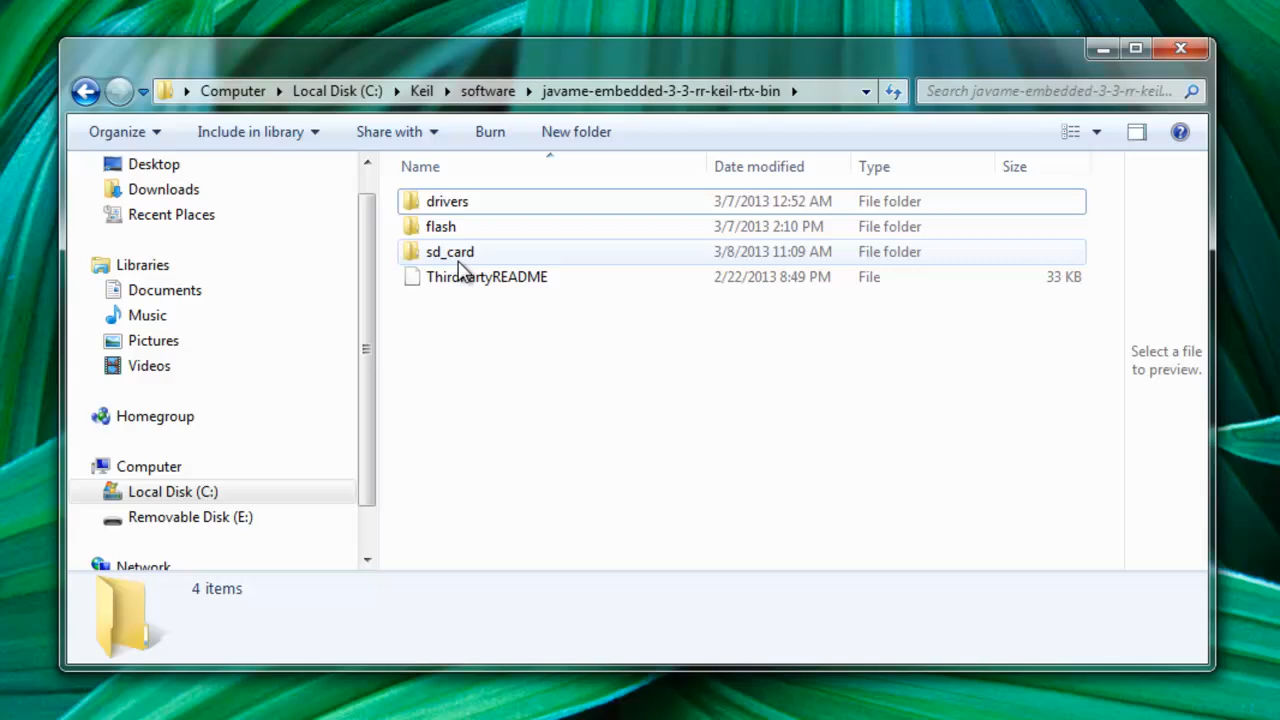 Computer Local Disk (C:) Keil software javame-embedded-3-3-rr-keil-rtx-bin Search javame-embedded-3-3-rr-keil...
Organize Include in library Share with Burn New folder
Desktop
Downloads
Recent Places
Libraries
Documents
Music
Pictures
Videos
Homegroup
Computer
Local Disk (C:)
Removable Disk (E:)
Network
Name Date modified Type Size
drivers 3/7/2013 12:52 AM File folder
flash 3/7/2013 2:10 PM File folder
sd_card 3/8/2013 11:09 AM File folder
ThirdPartyREADME 2/22/2013 8:49 PM File 33 KB
Select a file
to preview.
4 items